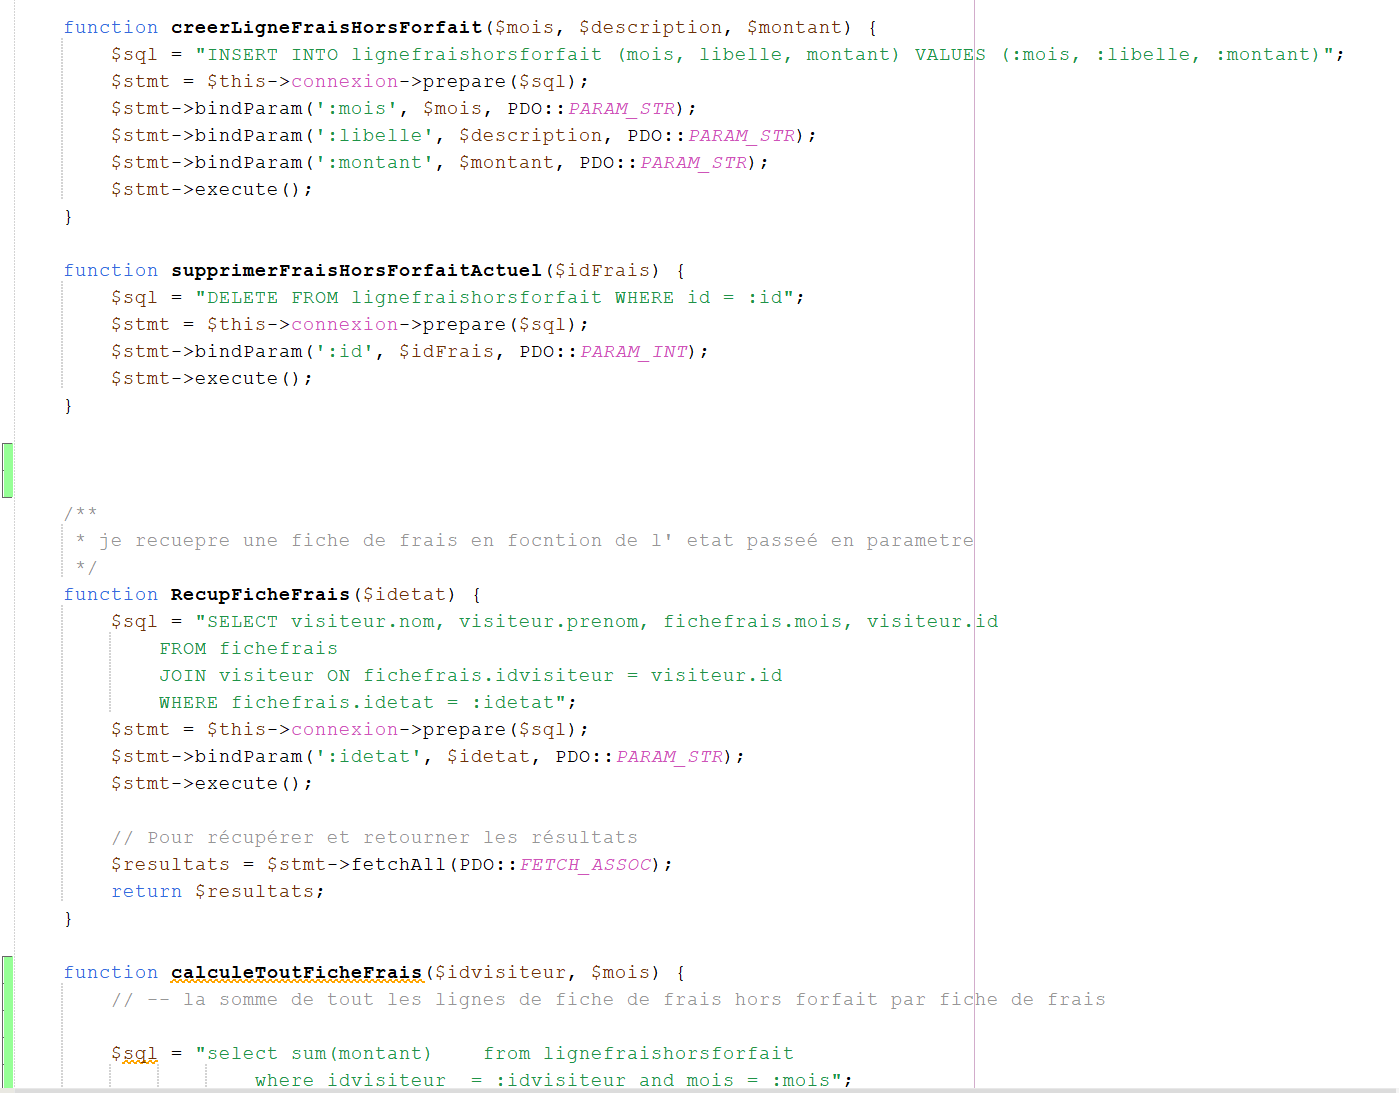 function creerLigneFraisHorsForfait($mois, $description, $montant) {
$sql = "INSERT INTO lignefraishorsforfait (mois, libelle, montant) VALUES (:mois, :libelle, :montant)";
$stmt = $this->connexion->prepare($sql);
$stmt->bindParam(':mois', $mois, PDO::PARAM_STR);
$stmt->bindParam(':libelle', $description, PDO::PARAM_STR);
$stmt->bindParam(':montant', $montant, PDO::PARAM_STR);
$stmt->execute();
}
function supprimerFraisHorsForfaitActuel($idFrais) {
$sql = "DELETE FROM lignefraishorsforfait WHERE id = :id";
$stmt = $this->connexion->prepare($sql);
$stmt->bindParam(':id', $idFrais, PDO::PARAM_INT);
$stmt->execute();
}
/**
* je recuepre une fiche de frais en focntion de l' etat passeé en parametre
*/
function RecupFicheFrais($idetat) {
$sql = "SELECT visiteur.nom, visiteur.prenom, fichefrais.mois, visiteur.id
FROM fichefrais
JOIN visiteur ON fichefrais.idvisiteur = visiteur.id
WHERE fichefrais.idetat = :idetat";
$stmt = $this->connexion->prepare($sql);
$stmt->bindParam(':idetat', $idetat, PDO::PARAM_STR);
$stmt->execute();
// Pour récupérer et retourner les résultats
$resultats = $stmt->fetchAll(PDO::FETCH_ASSOC);
return $resultats;
}
function calculeToutFicheFrais($idvisiteur, $mois) {
// -- la somme de tout les lignes de fiche de frais hors forfait par fiche de frais
$sql = "select sum(montant)    from lignefraishorsforfait
where idvisiteur  = :idvisiteur and mois = :mois";